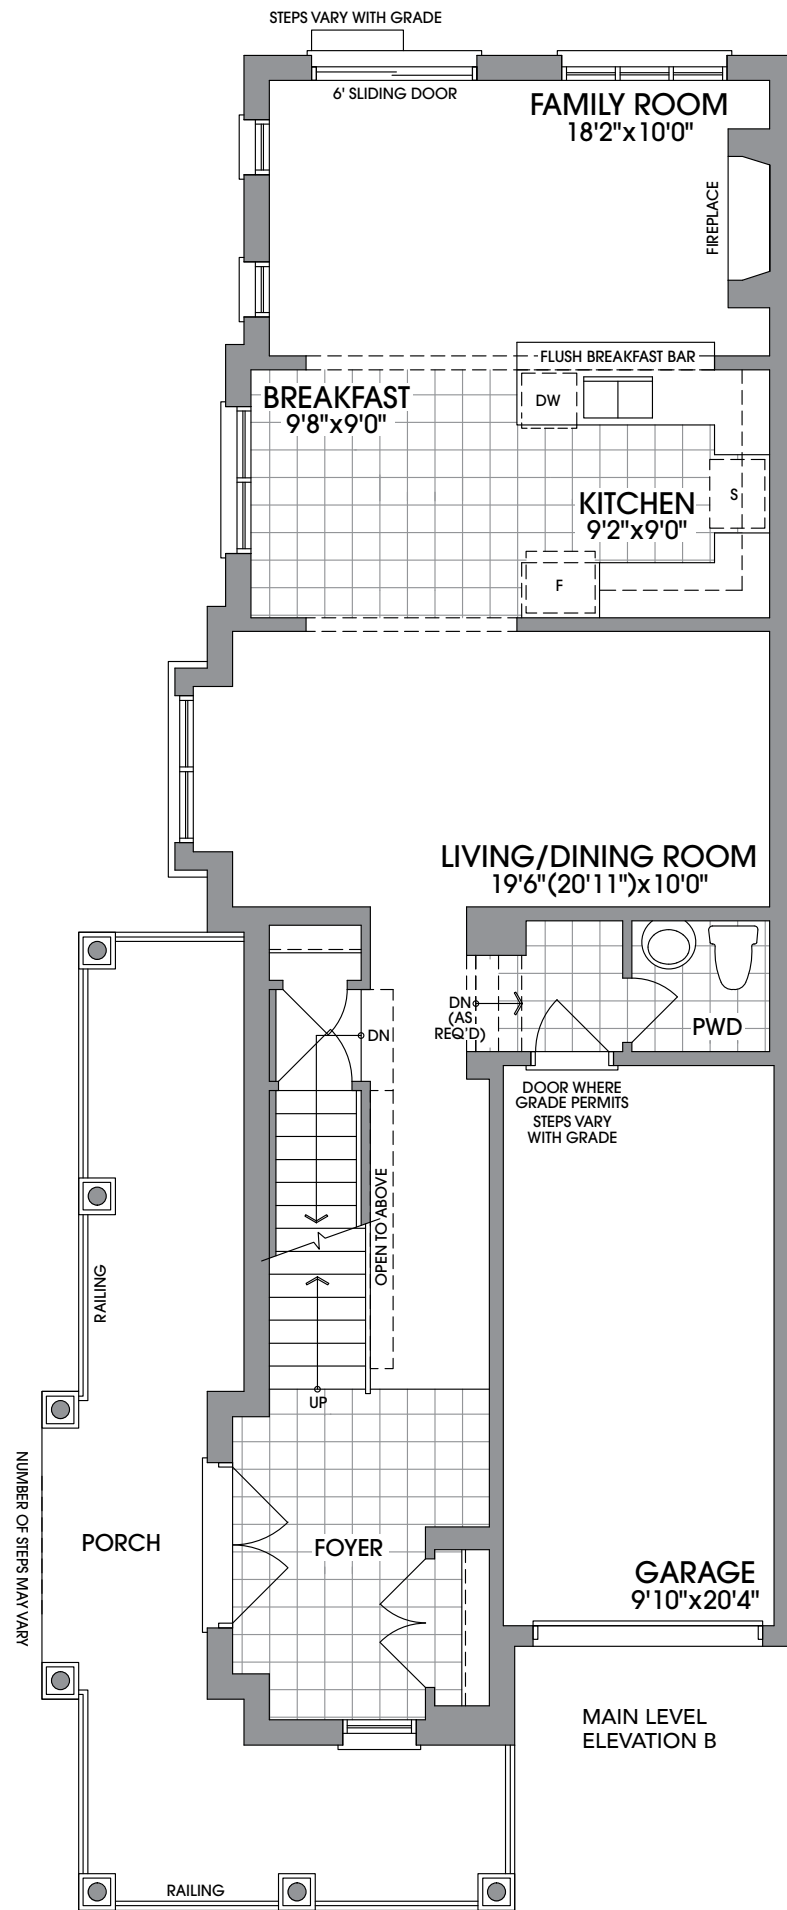 STEPS VARY WITH GRADE
6' SLIDING DOOR
FAMILY ROOM
18'2"x10'0"
FIREPLACE
FLUSH BREAKFAST BAR
BREAKFAST
9'8"x9'0"
DW
S
KITCHEN
9'2"x9'0"
F
LIVING/DINING ROOM
19'6"(20'11")x10'0"
DN
DN
(AS
REQ'D)
PWD
DOOR WHERE
GRADE PERMITS
STEPS VARY
WITH GRADE
OPEN TO ABOVE
RAILING
UP
NUMBER OF STEPS MAY VARY
PORCH
FOYER
GARAGE
9'10"x20'4"
MAIN LEVEL
ELEVATION B
RAILING